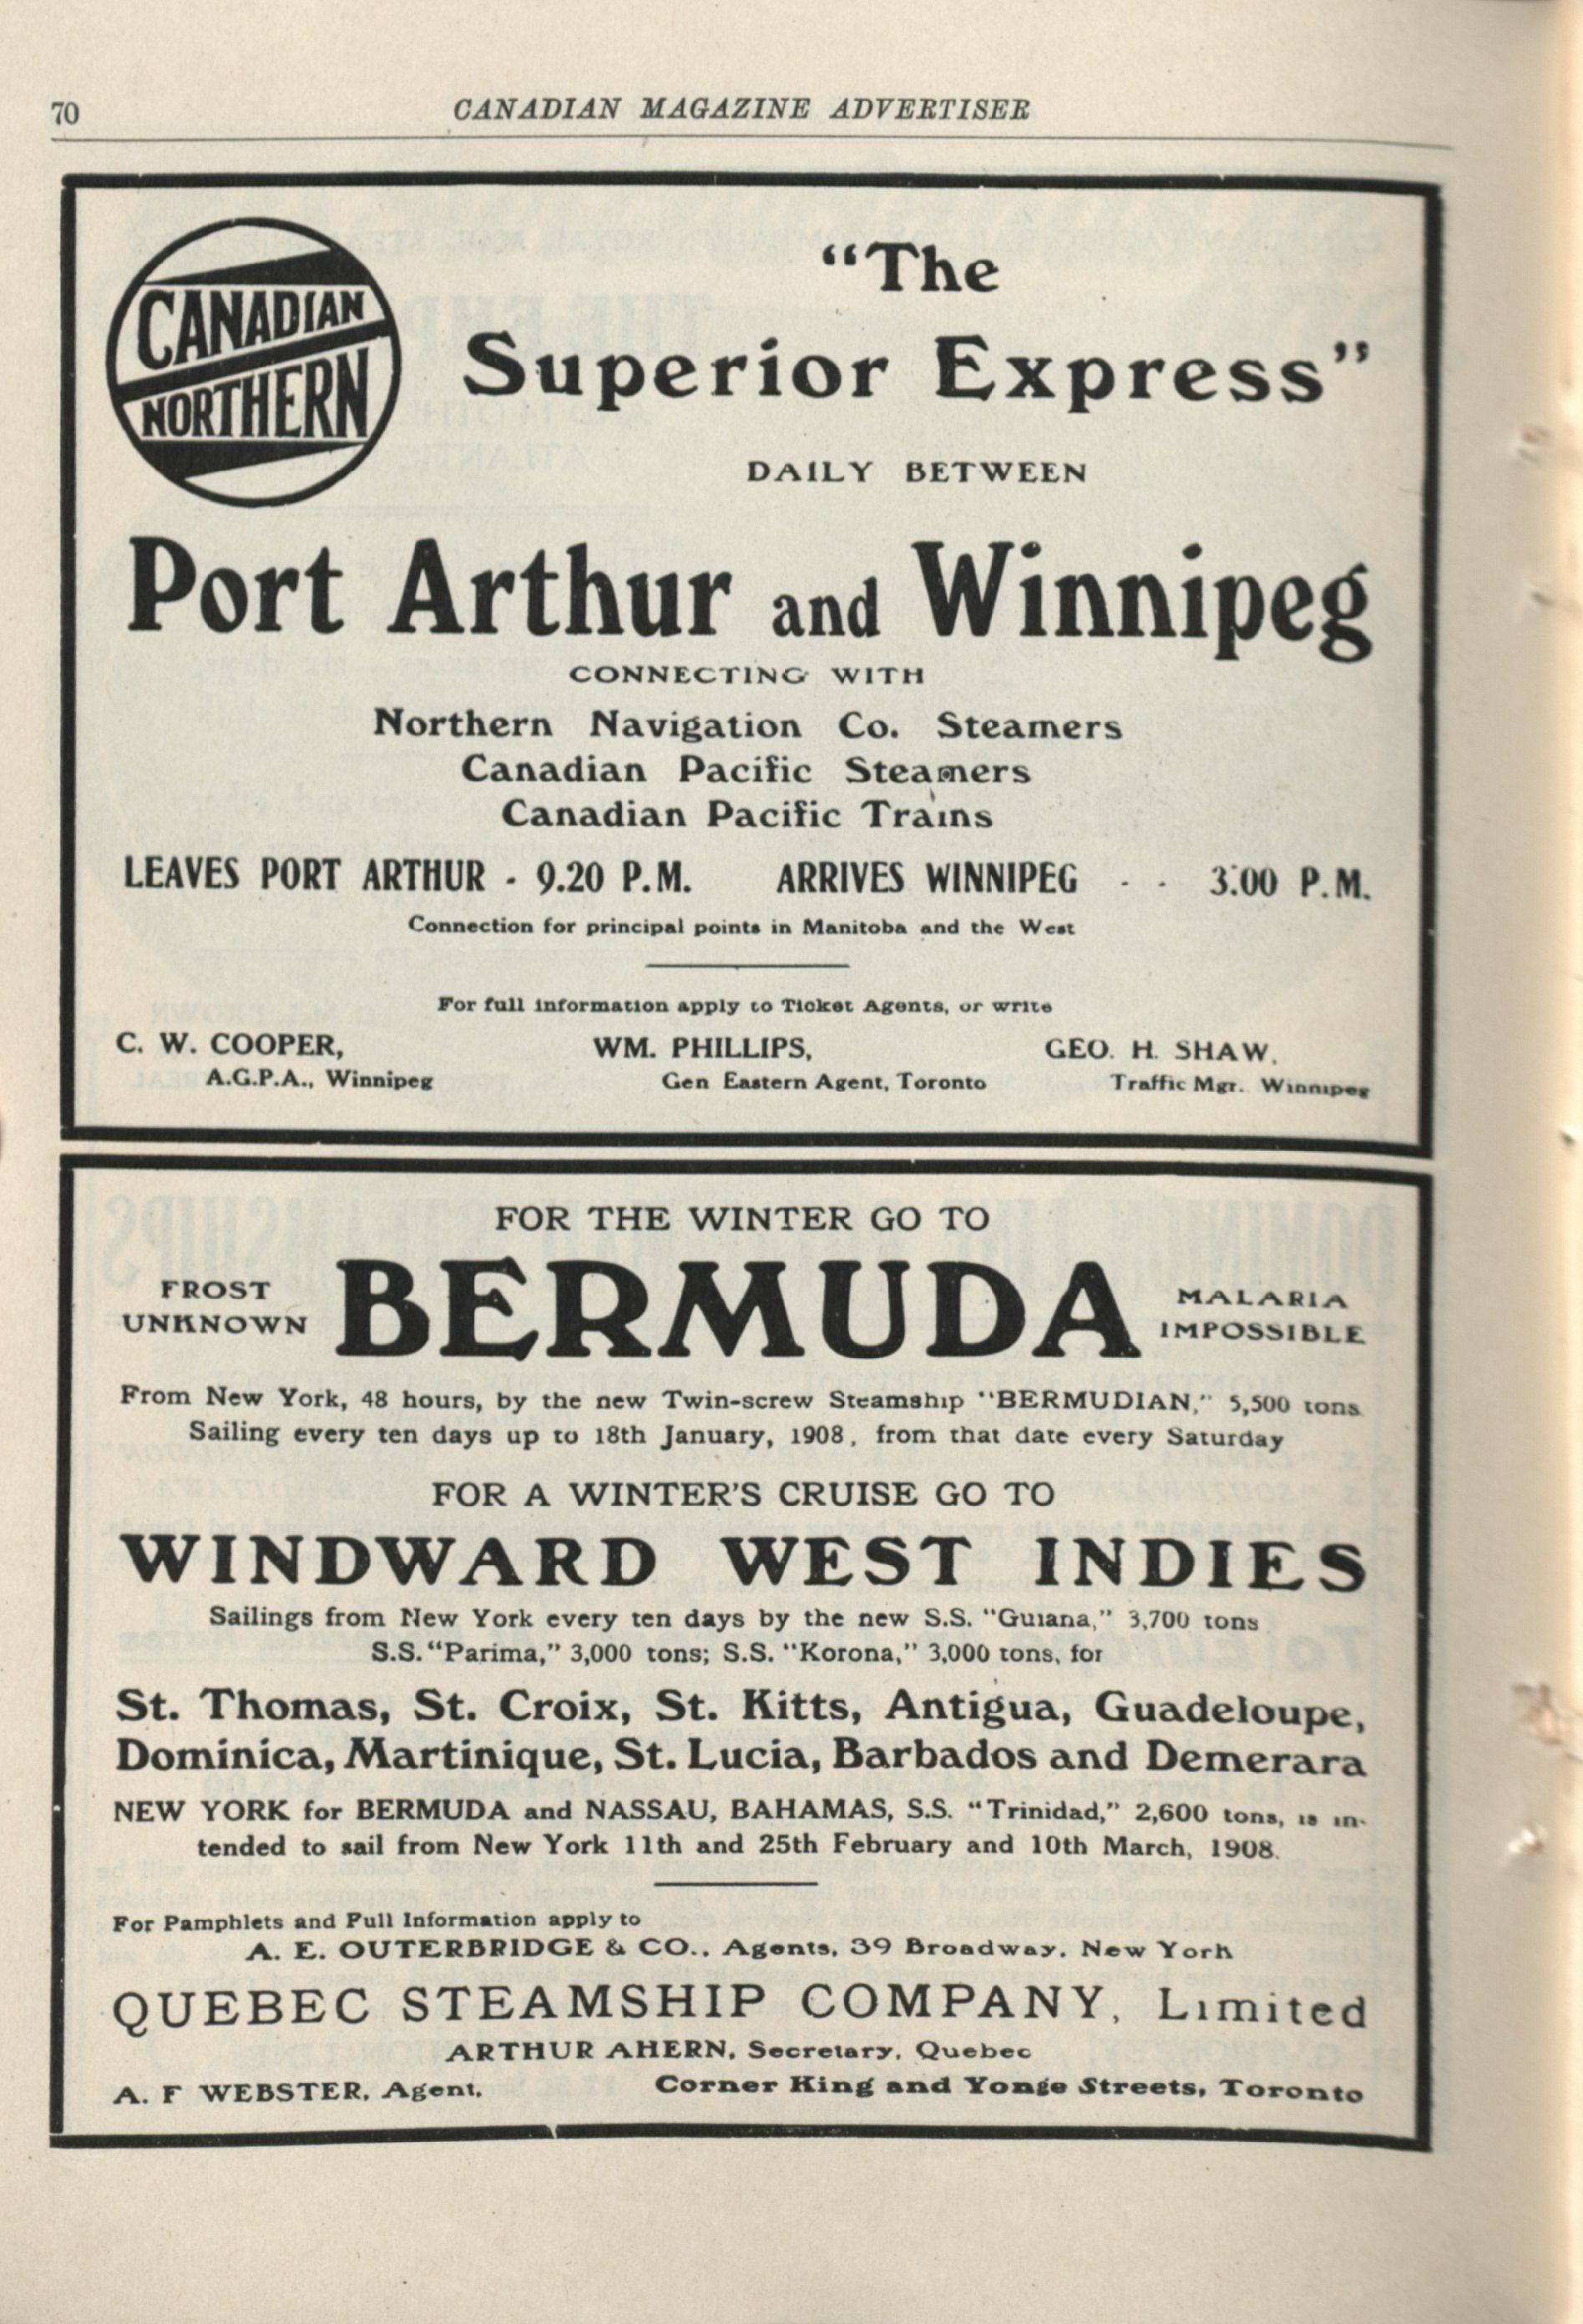 70
CANADIAN MAGAZINE ADVERTISER
CANADIAN
NORTHERN
“The
Superior Express”
DAILY BETWEEN
Port Arthur and Winnipeg
CONNECTING WITH
Northern Navigation Co. Steamers
Canadian Pacific Steamers
Canadian Pacific Trains
LEAVES PORT ARTHUR - 9.20 P.M. ARRIVES WINNIPEG - - 3.00 P.M.
Connection for principal points in Manitoba and the West
For full information apply to Ticket Agents, or write
C. W. COOPER,
A.G.P.A., Winnipeg
WM. PHILLIPS,
Gen Eastern Agent, Toronto
GEO. H. SHAW,
Traffic Mgr. Winnipeg
FOR THE WINTER GO TO
FROST
UNKNOWN
BERMUDA
MALARIA
IMPOSSIBLE
From New York, 48 hours, by the new Twin-screw Steamship “BERMUDIAN,” 5,500 tons
Sailing every ten days up to 18th January, 1908, from that date every Saturday
FOR A WINTER'S CRUISE GO TO
WINDWARD WEST INDIES
Sailings from New York every ten days by the new S.S. “Guiana,” 3,700 tons
S.S. “Parima,” 3,000 tons; S.S. “Korona,” 3,000 tons, for
St. Thomas, St. Croix, St. Kitts, Antigua, Guadeloupe,
Dominica, Martinique, St. Lucia, Barbados and Demerara
NEW YORK for BERMUDA and NASSAU, BAHAMAS, S.S. “Trinidad,” 2,600 tons, is in-
tended to sail from New York 11th and 25th February and 10th March, 1908.
For Pamphlets and Full Information apply to
A. E. OUTERBRIDGE & CO., Agents, 39 Broadway, New York
QUEBEC STEAMSHIP COMPANY, Limited
ARTHUR AHERN, Secretary, Quebec
A. F WEBSTER, Agent, Corner King and Yonge Streets, Toronto